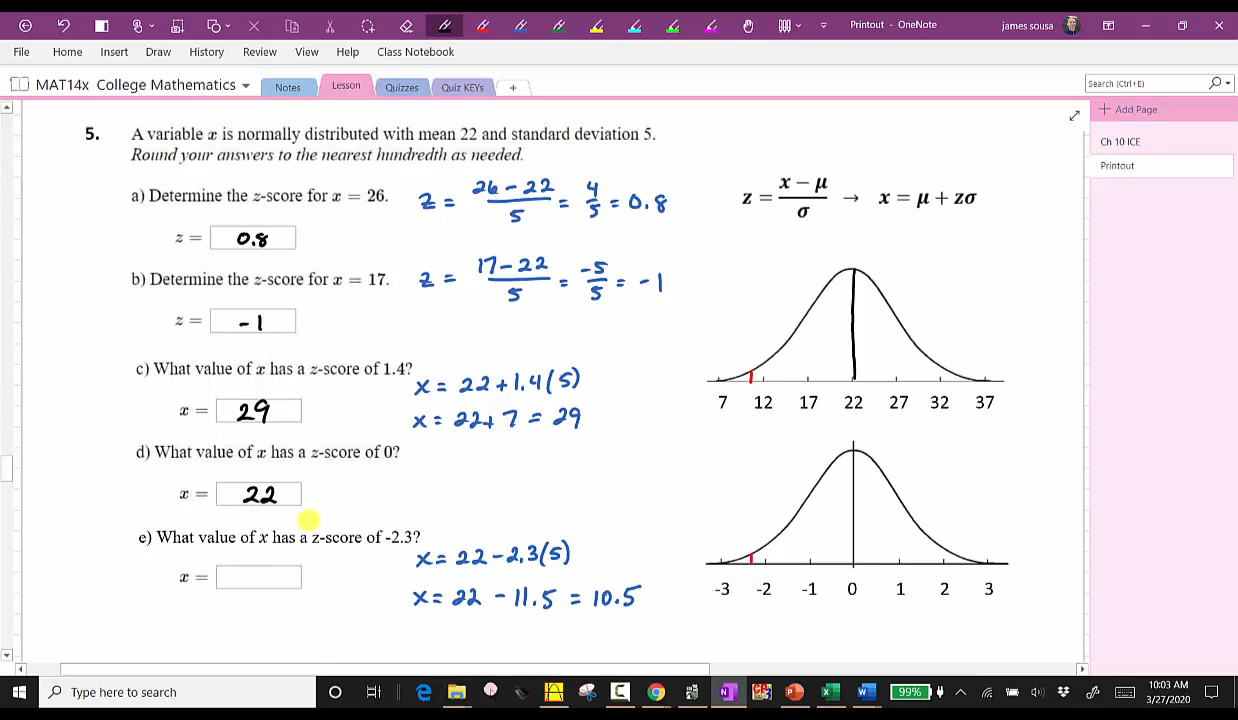 Printout - OneNote
james sousa
File Home Insert Draw History Review View Help Class Notebook
MAT14x College Mathematics
Notes Lesson Quizzes Quiz KEYs +
Search (Ctrl+E)
+ Add Page
Ch 10 ICE
Printout
5. A variable x is normally distributed with mean 22 and standard deviation 5.
Round your answers to the nearest hundredth as needed.
a) Determine the z-score for x = 26.
z = 26 - 22 / 5 = 4/5 = 0.8
z = x - μ / σ → x = μ + zσ
z = 0.8
b) Determine the z-score for x = 17.
z = 17 - 22 / 5 = -5/5 = -1
z = -1
c) What value of x has a z-score of 1.4?
x = 22 + 1.4(5)
x = 29
x = 22 + 7 = 29
7 12 17 22 27 32 37
d) What value of x has a z-score of 0?
x = 22
e) What value of x has a z-score of -2.3?
x = 22 - 2.3(5)
x =
x = 22 - 11.5 = 10.5
-3 -2 -1 0 1 2 3
Type here to search
99%
10:03 AM
3/27/2020